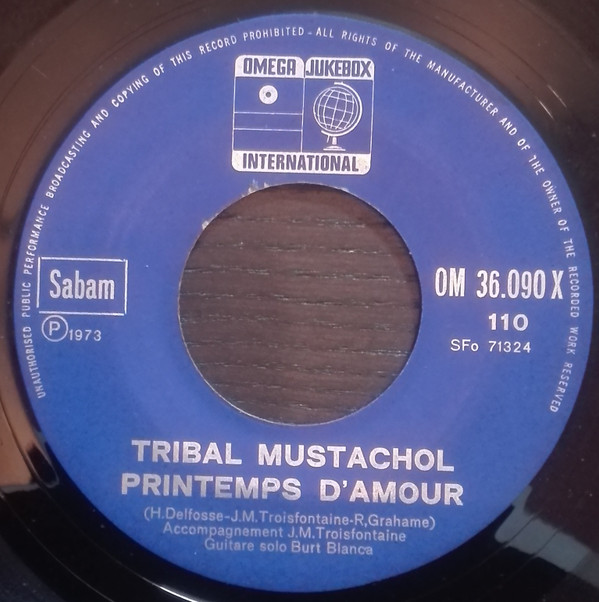 UNAUTHORISED PUBLIC PERFORMANCE BROADCASTING AND COPYING OF THIS RECORD PROHIBITED - ALL RIGHTS OF THE MANUFACTURER AND OF THE OWNER OF THE RECORDED WORK RESERVED
OMEGA JUKEBOX
INTERNATIONAL
Sabam
P 1973
OM 36.090 X
110
SFo 71324
TRIBAL MUSTACHOL
PRINTEMPS D'AMOUR
(H.Delfosse-J.M.Troisfontaine-R,Grahame)
Accompagnement J.M.Troisfontaine
Guitare solo Burt Blanca